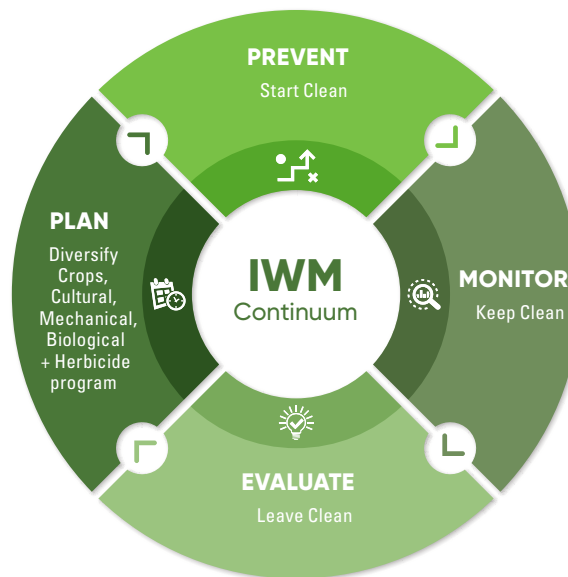 PREVENT
Start Clean
PLAN
Diversify
Crops,
Cultural,
Mechanical,
Biological
+ Herbicide
program
IWM
Continuum
MONITOR
Keep Clean
EVALUATE
Leave Clean